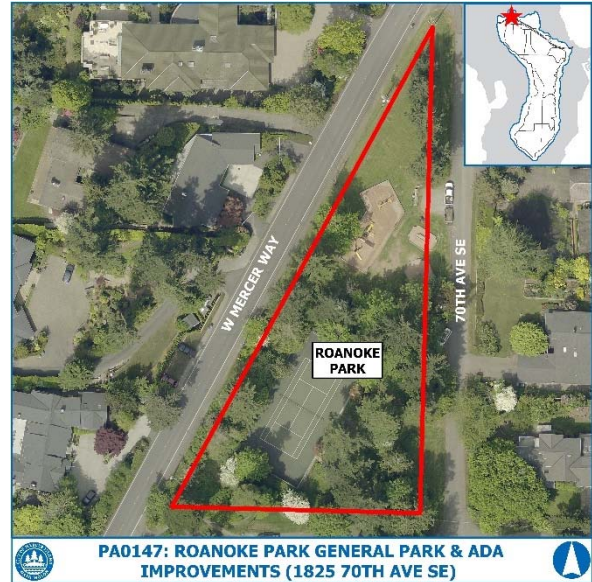 W MERCER WAY
70TH AVE SE
ROANOKE
PARK
PA0147: ROANOKE PARK GENERAL PARK & ADA
IMPROVEMENTS (1825 70TH AVE SE)